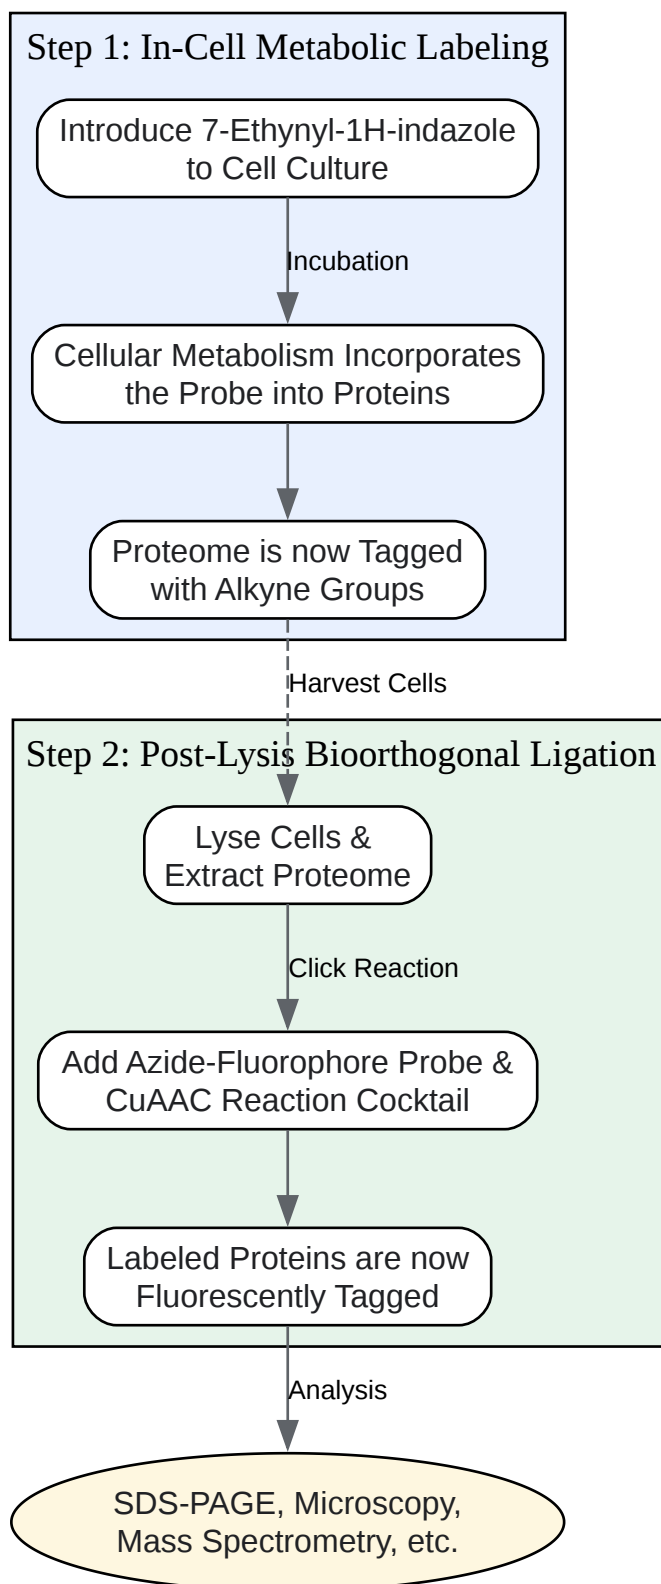 Step 1: In-Cell Metabolic Labeling
Introduce 7-Ethynyl-1H-indazole
to Cell Culture
Incubation
Cellular Metabolism Incorporates
the Probe into Proteins
Proteome is now Tagged
with Alkyne Groups
Harvest Cells
Step 2: Post-Lysis Bioorthogonal Ligation
Lyse Cells &
Extract Proteome
Click Reaction
Add Azide-Fluorophore Probe &
CuAAC Reaction Cocktail
Labeled Proteins are now
Fluorescently Tagged
Analysis
SDS-PAGE, Microscopy,
Mass Spectrometry, etc.